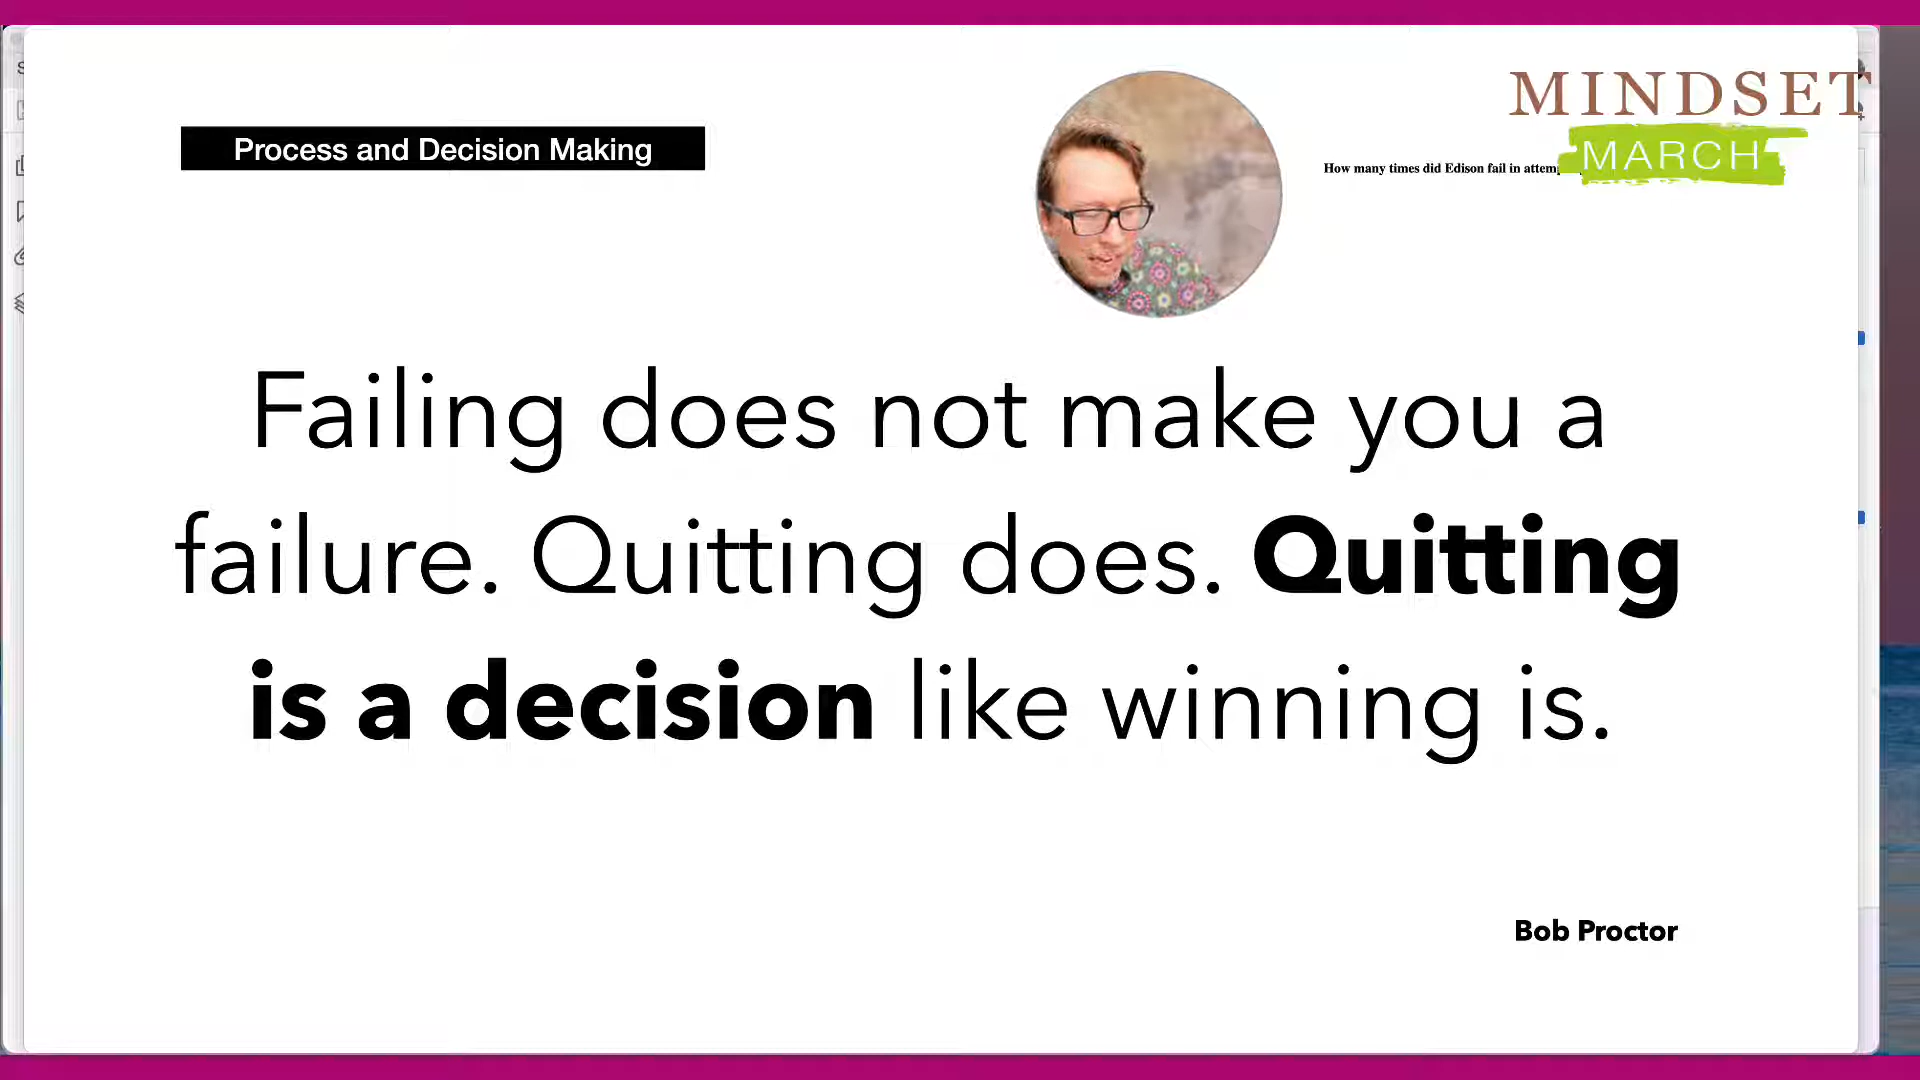 MINDSET
MARCH
Process and Decision Making
How many times did Edison fail in
Failing does not make you a
failure. Quitting does. Quitting
is a decision like winning is.
Bob Proctor